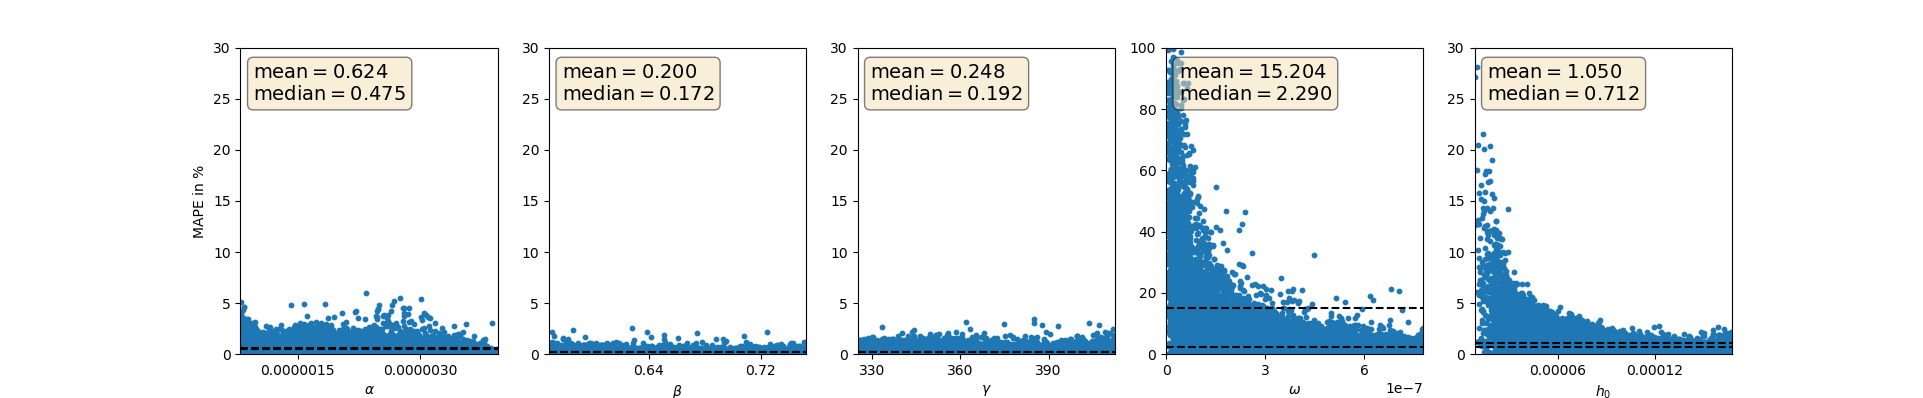 MAPE in %
30
25
20
15
10
5
0
mean = 0.624
median = 0.475
0.0000015 0.0000030
α
30
25
20
15
10
5
0
mean = 0.200
median = 0.172
0.64 0.72
β
30
25
20
15
10
5
0
mean = 0.248
median = 0.192
330 360 390
γ
100
80
60
40
20
0
mean = 15.204
median = 2.290
0 3 6
1e-7
ω
30
25
20
15
10
5
0
mean = 1.050
median = 0.712
0.00006 0.00012
h₀